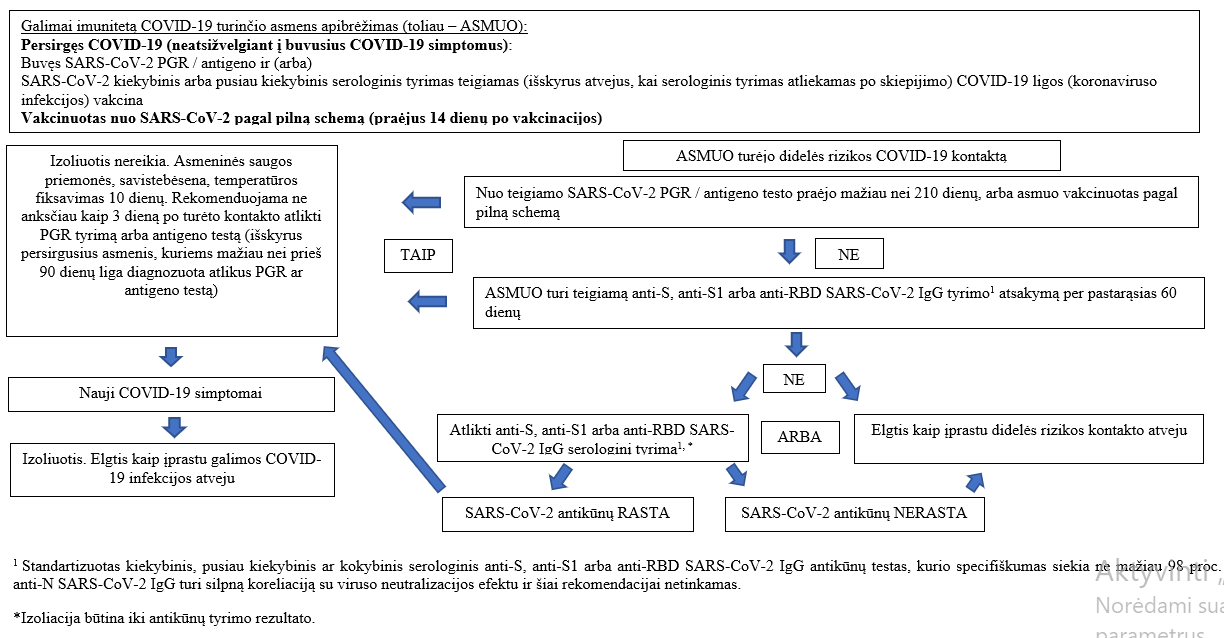 Galimai imunitetą COVID-19 turinčio asmens apibrėžimas (toliau – ASMUO):
Persirgęs COVID-19 (neatsižvelgiant į buvusius COVID-19 simptomus):
Buvęs SARS-CoV-2 PGR / antigeno ir (arba)
SARS-CoV-2 kiekybinis arba pusiau kiekybinis serologinis tyrimas teigiamas (išskyrus atvejus, kai serologinis tyrimas atliekamas po skiepijimo) COVID-19 ligos (koronaviruso
infekcijos) vakcina
Vakcinuotas nuo SARS-CoV-2 pagal pilną schemą (praėjus 14 dienų po vakcinacijos)
ASMUO turėjo didelės rizikos COVID-19 kontaktą
Izoliuotis nereikia. Asmeninės saugos
priemonės, savistebėsena, temperatūros
fiksavimas 10 dienų. Rekomenduojama ne
anksčiau kaip 3 dieną po turėto kontakto atlikti
PGR tyrimą arba antigeno testą (išskyrus
persirgusius asmenis, kuriems mažiau nei prieš
90 dienų liga diagnozuota atlikus PGR ar
antigeno testą)
Nuo teigiamo SARS-CoV-2 PGR / antigeno testo praėjo mažiau nei 210 dienų, arba asmuo vakcinuotas pagal
pilną schemą
TAIP
NE
ASMUO turi teigiamą anti-S, anti-S1 arba anti-RBD SARS-CoV-2 IgG tyrimo¹ atsakymą per pastarąsias 60
dienų
NE
Nauji COVID-19 simptomai
Atlikti anti-S, anti-S1 arba anti-RBD SARS-
CoV-2 IgG serologinį tyrimą¹,*
ARBA
Elgtis kaip įprastu didelės rizikos kontakto atveju
Izoliuotis. Elgtis kaip įprastu galimos COVID-
19 infekcijos atveju
SARS-CoV-2 antikūnų RASTA
SARS-CoV-2 antikūnų NERASTA
¹ Standartizuotas kiekybinis, pusiau kiekybinis ar kokybinis serologinis anti-S, anti-S1 arba anti-RBD SARS-CoV-2 IgG antikūnų testas, kurio specifiškumas siekia ne mažiau 98 proc.
anti-N SARS-CoV-2 IgG turi silpną koreliaciją su viruso neutralizacijos efektu ir šiai rekomendacijai netinkamas.
*Izoliacija būtina iki antikūnų tyrimo rezultato.
Aktyvinti „
Norėdami sua
parametrus